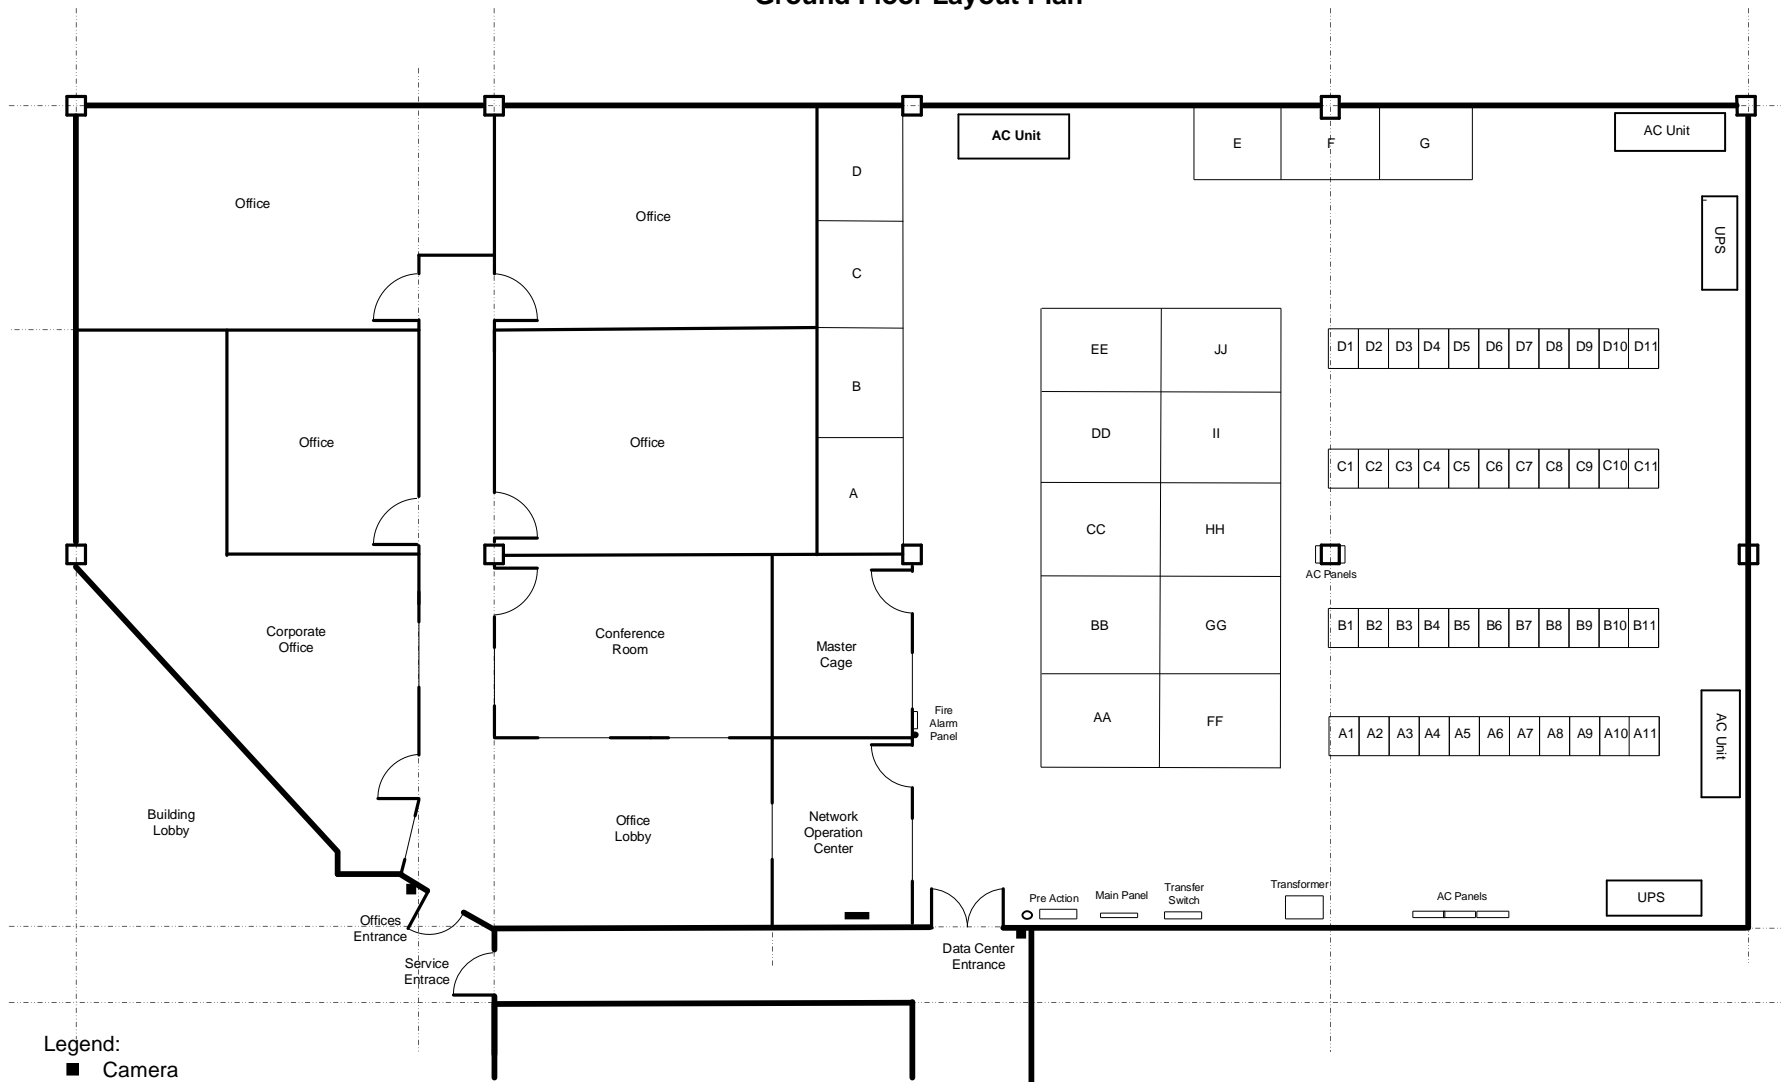 Ground Floor Layout Plan
AC Unit
E
F
G
AC Unit
D
Office
Office
UPS
C
EE
JJ
D1 D2 D3 D4 D5 D6 D7 D8 D9 D10 D11
B
DD
II
Office
Office
C1 C2 C3 C4 C5 C6 C7 C8 C9 C10 C11
A
CC
HH
AC Panels
BB
GG
B1 B2 B3 B4 B5 B6 B7 B8 B9 B10 B11
Corporate
Office
Conference
Room
Master
Cage
Fire
Alarm
Panel
AA
FF
A1 A2 A3 A4 A5 A6 A7 A8 A9 A10 A11
AC Unit
Building
Lobby
Office
Lobby
Network
Operation
Center
Pre Action
Main Panel
Transfer
Switch
Transformer
AC Panels
UPS
Offices
Entrance
Data Center
Entrance
Service
Entrace
Legend:
Camera